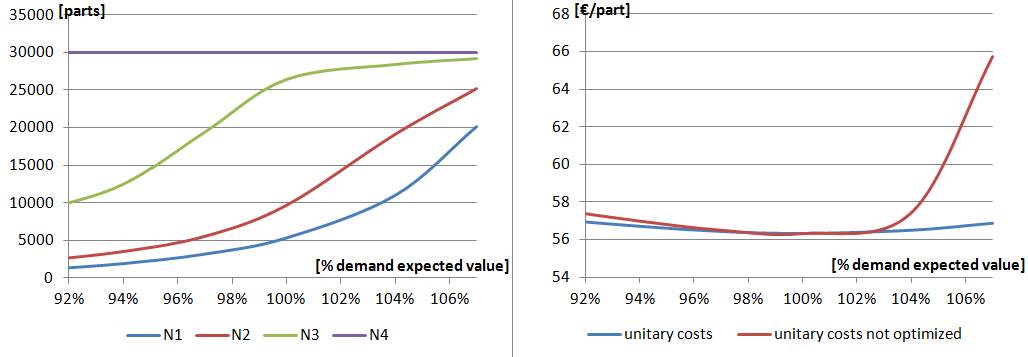 [parts]
35000
30000
25000
20000
15000
10000
5000
0
[% demand expected value]
92% 94% 96% 98% 100% 102% 104% 106%
N1 N2 N3 N4
[€/part]
68
66
64
62
60
58
56
54
[% demand expected value]
92% 94% 96% 98% 100% 102% 104% 106%
unitary costs unitary costs not optimized